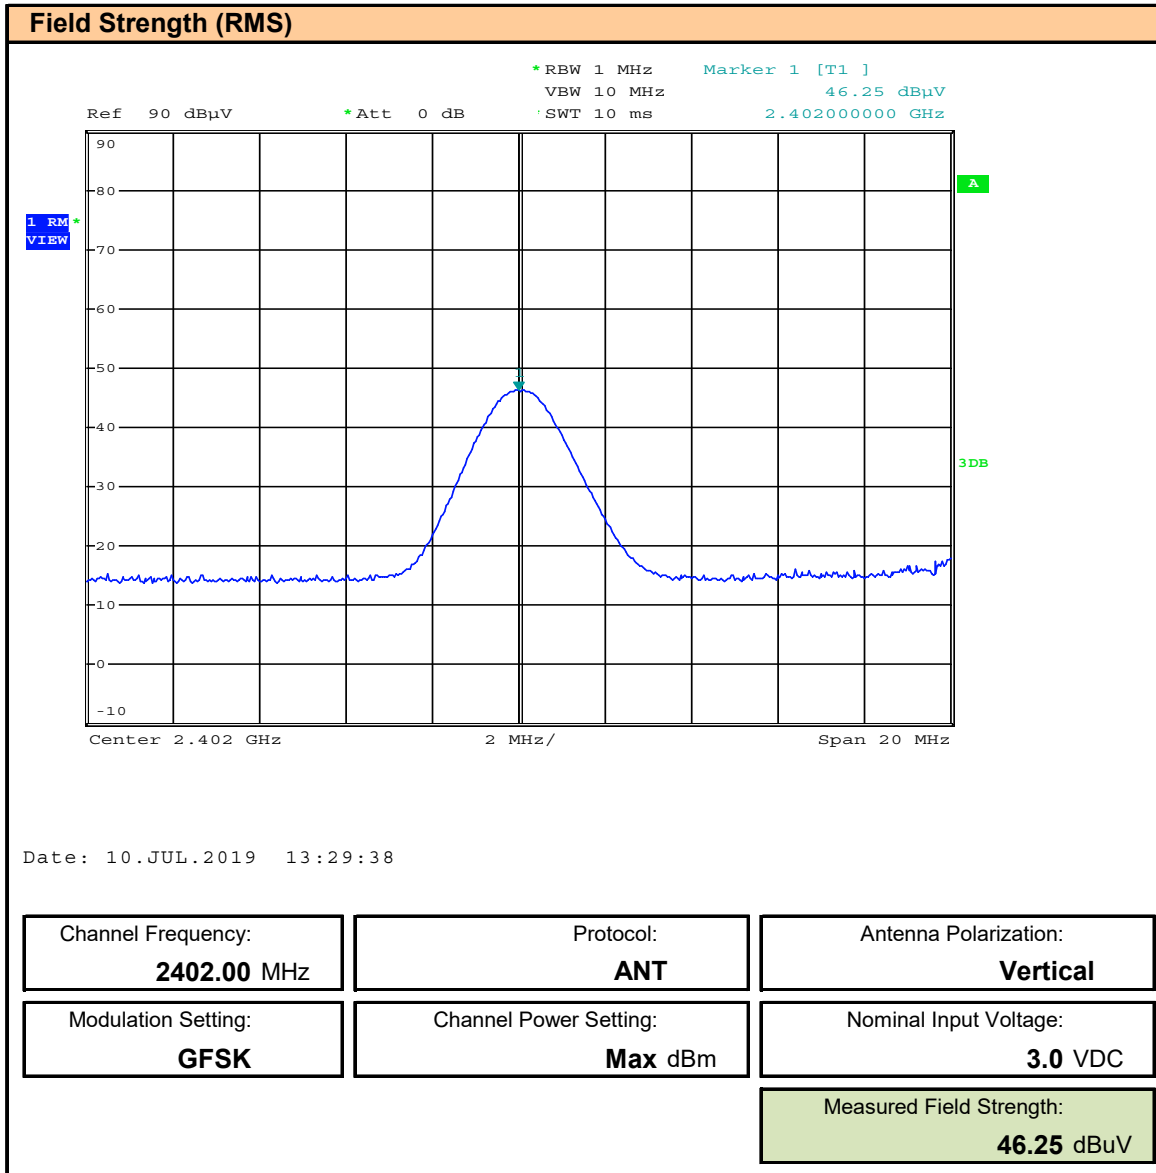 Field Strength (RMS)
*RBW 1 MHz Marker 1 [T1 ]
VBW 10 MHz 46.25 dBµV
Ref 90 dBµV *Att 0 dB SWT 10 ms 2.402000000 GHz
90
80
A
1 RM *
VIEW
70
60
50
1
40
3DB
30
20
10
0
-10
Center 2.402 GHz 2 MHz/ Span 20 MHz
Date: 10.JUL.2019 13:29:38
Channel Frequency: Protocol: Antenna Polarization:
2402.00 MHz ANT Vertical
Modulation Setting: Channel Power Setting: Nominal Input Voltage:
GFSK Max dBm 3.0 VDC
Measured Field Strength:
46.25 dBuV